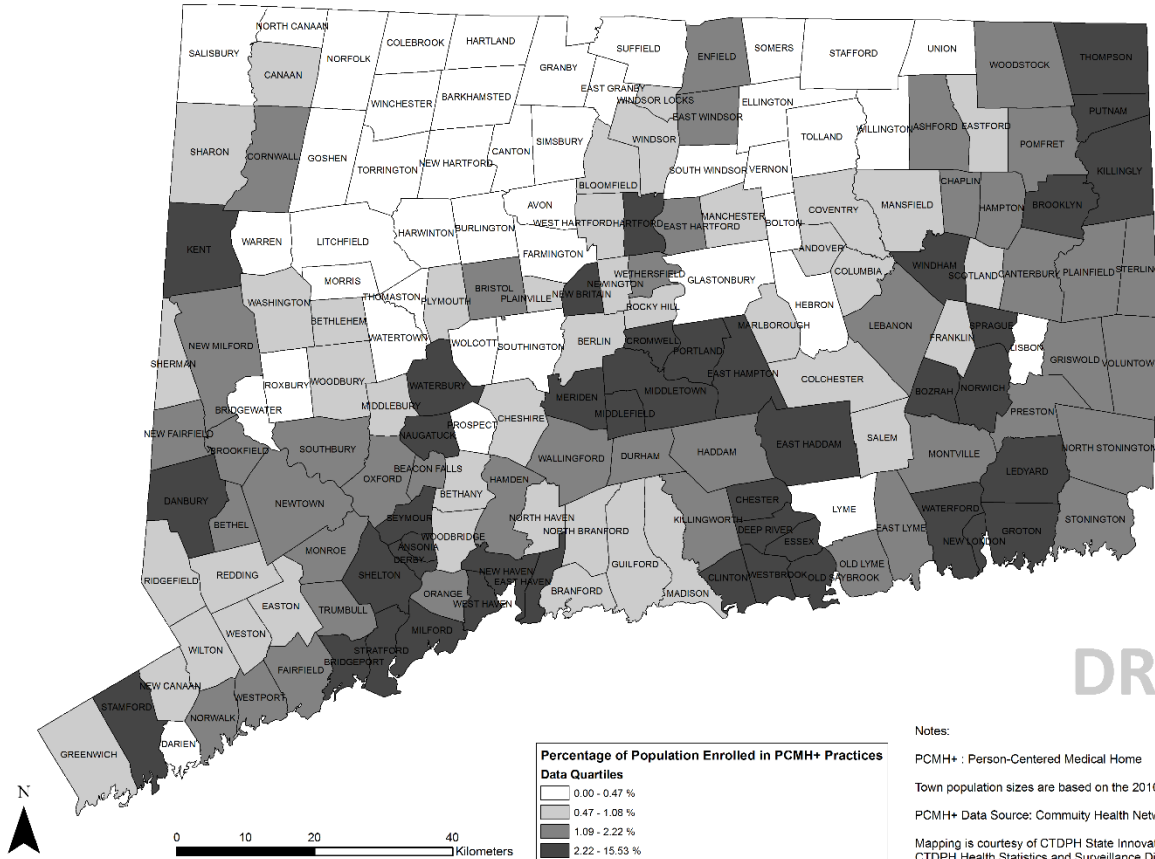 NORTH CANAAN
SALISBURY
COLEBROOK
HARTLAND
NORFOLK
CANAAN
SUFFIELD
ENFIELD
SOMERS
STAFFORD
UNION
WOODSTOCK
THOMPSON
GRANBY
EAST GRANBY
WINDSOR LOCKS
WINCHESTER
BARKHAMSTED
EAST WINDSOR
ELLINGTON
PUTNAM
SHARON
CORNWALL
GOSHEN
TORRINGTON
NEW HARTFORD
CANTON
SIMSBURY
WINDSOR
TOLLAND
WILLINGTON
ASHFORD
EASTFORD
POMFRET
KILLINGLY
BLOOMFIELD
SOUTH WINDSOR
VERNON
CHAPLIN
HAMPTON
BROOKLYN
AVON
WEST HARTFORD
HARTFORD
EAST HARTFORD
MANCHESTER
BOLTON
COVENTRY
MANSFIELD
KENT
WARREN
LITCHFIELD
HARWINTON
BURLINGTON
FARMINGTON
ANDOVER
COLUMBIA
WINDHAM
SCOTLAND
CANTERBURY
PLAINFIELD
STERLING
MORRIS
THOMASTON
WASHINGTON
BETHLEHEM
PLYMOUTH
BRISTOL
PLAINVILLE
NEW BRITAIN
NEWINGTON
WETHERSFIELD
GLASTONBURY
ROCKY HILL
HEBRON
MARLBOROUGH
LEBANON
FRANKLIN
SPRAGUE
LISBON
GRISWOLD
VOLUNTOWN
SHERMAN
NEW MILFORD
WATERTOWN
WOLCOTT
SOUTHINGTON
BERLIN
CROMWELL
PORTLAND
EAST HAMPTON
COLCHESTER
ROXBURY
WOODBURY
WATERBURY
MIDDLEBURY
BRIDGEWATER
MERIDEN
MIDDLETOWN
MIDDLEFIELD
BOZRAH
NORWICH
PRESTON
NEW FAIRFIELD
BROOKFIELD
SOUTHBURY
NAUGATUCK
PROSPECT
CHESHIRE
WALLINGFORD
DURHAM
HADDAM
EAST HADDAM
SALEM
MONTVILLE
NORTH STONINGTON
DANBURY
BETHEL
NEWTOWN
OXFORD
BEACON FALLS
BETHANY
HAMDEN
LEDYARD
SEYMOUR
WOODBRIDGE
NORTH HAVEN
NORTH BRANFORD
KILLINGWORTH
CHESTER
DEEP RIVER
ESSEX
LYME
WATERFORD
GROTON
STONINGTON
MONROE
ANSONIA
DERBY
SHELTON
NEW HAVEN
EAST HAVEN
GUILFORD
EAST LYME
NEW LONDON
OLD LYME
RIDGEFIELD
REDDING
EASTON
TRUMBULL
ORANGE
WEST HAVEN
BRANFORD
MADISON
CLINTON
WESTBROOK
OLD SAYBROOK
WILTON
WESTON
MILFORD
STRATFORD
BRIDGEPORT
FAIRFIELD
NEW CANAAN
WESTPORT
STAMFORD
NORWALK
DARIEN
GREENWICH
DR
N
0 10 20 40
Kilometers
Percentage of Population Enrolled in PCMH+ Practices
Data Quartiles
0.00 - 0.47 %
0.47 - 1.08 %
1.09 - 2.22 %
2.22 - 15.53 %
Notes:
PCMH+ : Person-Centered Medical Home
Town population sizes are based on the 2016
PCMH+ Data Source: Commuity Health Netw
Mapping is courtesy of CTDPH State Innovat
CTDPH Health Statistics and Surveillance Di